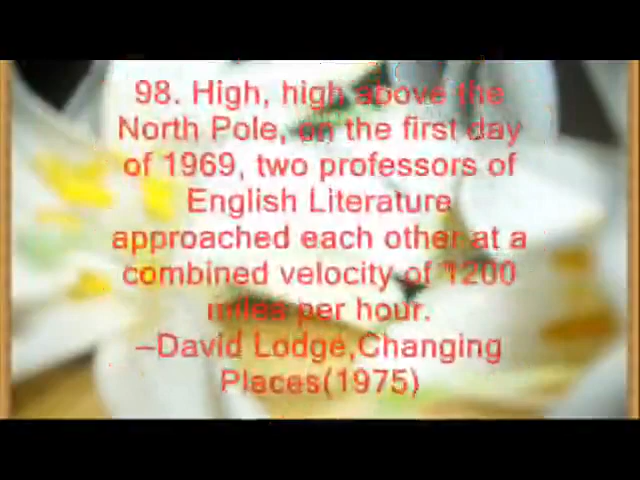 98. High, high above the
North Pole, on the first day
of 1969, two professors of
English Literature
approached each other at a
combined velocity of 1200
miles per hour.
–David Lodge,Changing
Places(1975)